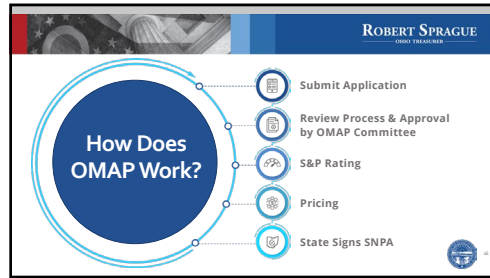 ROBERT SPRAGUE
OHIO TREASURER
How Does
OMAP Work?
Submit Application
Review Process & Approval
by OMAP Committee
S&P Rating
Pricing
State Signs SNPA